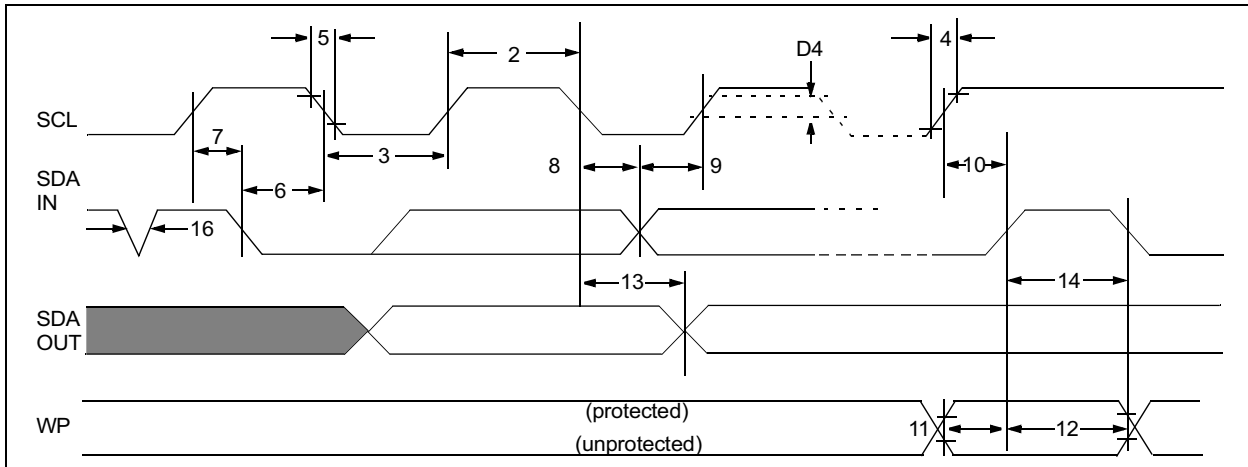 5
2
D4
4
SCL
7
3
8
9
10
SDA
IN
6
16
13
14
SDA
OUT
WP
(protected)
(unprotected)
11
12